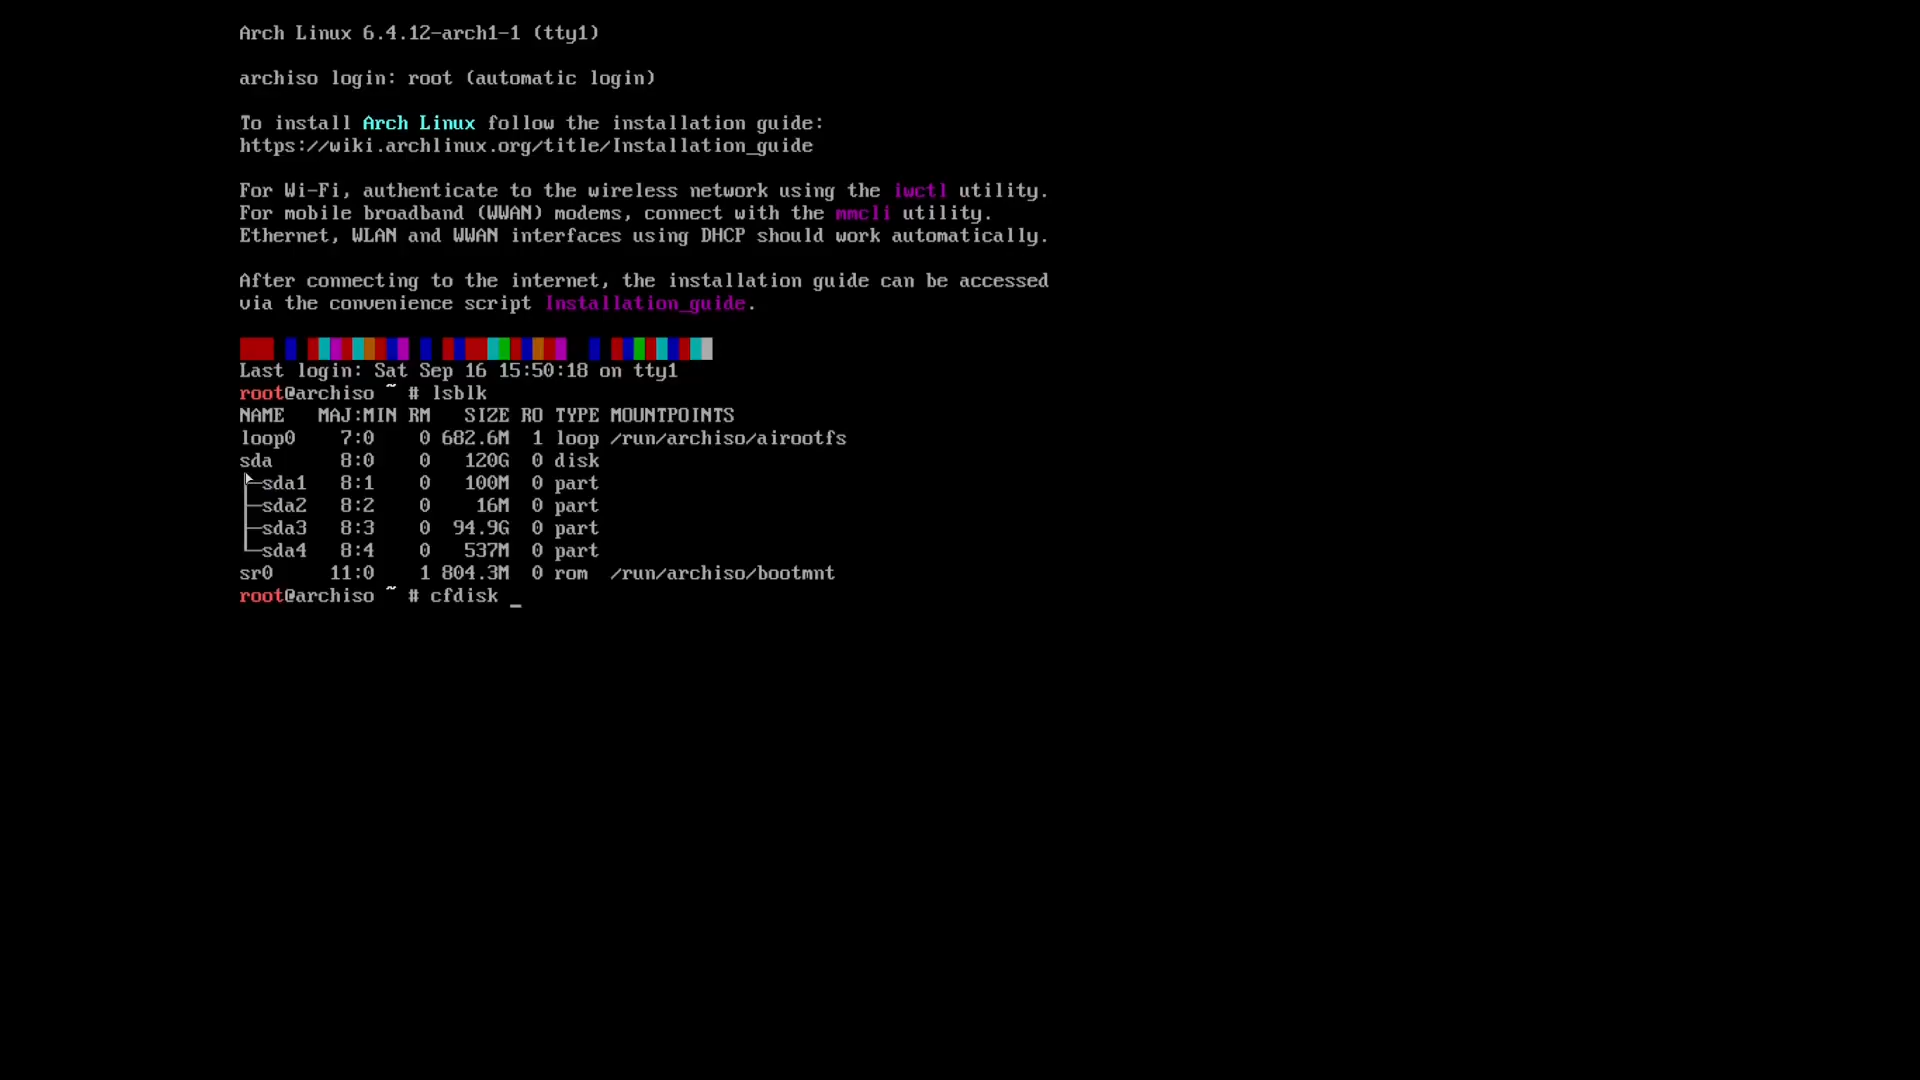 Arch Linux 6.4.12-arch1-1 (tty1)
archiso login: root (automatic login)
To install Arch Linux follow the installation guide:
https://wiki.archlinux.org/title/Installation_guide
For Wi-Fi, authenticate to the wireless network using the iwctl utility.
For mobile broadband (WWAN) modems, connect with the mmcli utility.
Ethernet, WLAN and WWAN interfaces using DHCP should work automatically.
After connecting to the internet, the installation guide can be accessed
via the convenience script Installation_guide.
Last login: Sat Sep 16 15:50:18 on tty1
root@archiso ~ # lsblk
NAME   MAJ:MIN RM   SIZE RO TYPE MOUNTPOINTS
loop0    7:0    0 682.6M  1 loop /run/archiso/airootfs
sda      8:0    0   120G  0 disk
├─sda1   8:1    0   100M  0 part
├─sda2   8:2    0    16M  0 part
├─sda3   8:3    0  94.9G  0 part
└─sda4   8:4    0   537M  0 part
sr0     11:0    1 804.3M  0 rom  /run/archiso/bootmnt
root@archiso ~ # cfdisk _